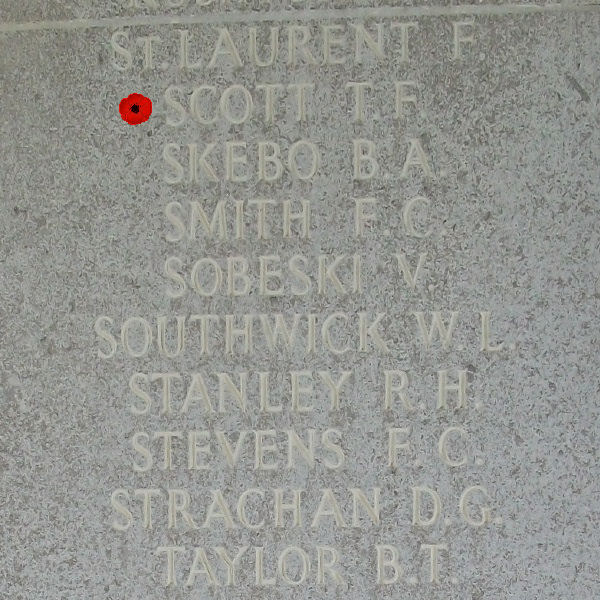 St. LAURENT F
SCOTT T.F.
SKEBO B.A.
SMITH F.C.
SOBESKI V
SOUTHWICK W.L.
STANLEY R.H.
STEVENS F.C.
STRACHAN D.G.
TAYLOR B.T.